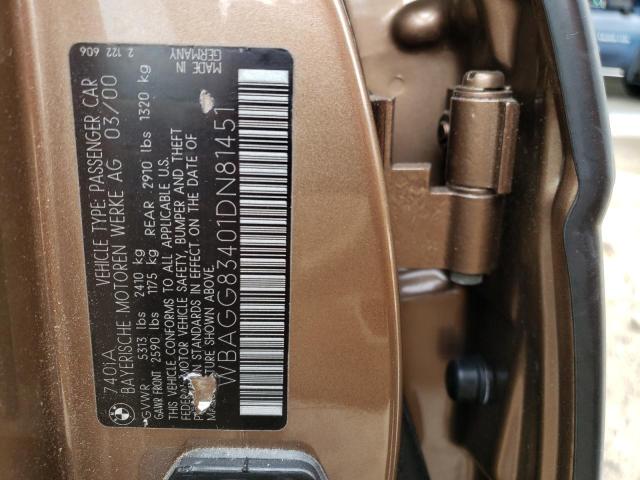 740iA VEHICLE TYPE: PASSENGER CAR
BAYERISCHE MOTOREN WERKE AG 03/00
GVWR 5313 lbs 2410 kg
GAWR FRONT 2590 lbs 1175 kg REAR 2910 lbs 1320 kg
THIS VEHICLE CONFORMS TO ALL APPLICABLE U.S.
FEDERAL MOTOR VEHICLE SAFETY, BUMPER AND THEFT
STANDARDS IN EFFECT ON THE DATE OF
SHOWN ABOVE.
WBAGG83401DN81451
MADE IN
GERMANY
2 122 606
BMW